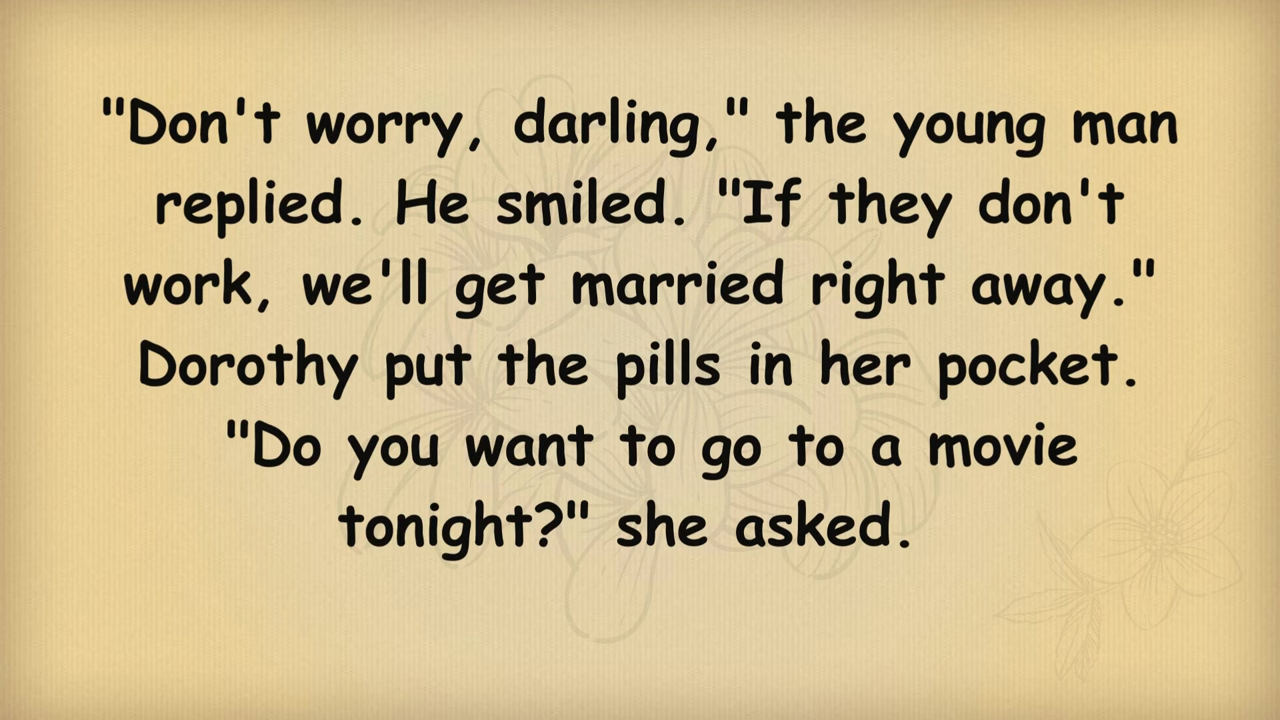 "Don't worry, darling," the young man
replied. He smiled. "If they don't
work, we'll get married right away."
Dorothy put the pills in her pocket.
"Do you want to go to a movie
tonight?" she asked.